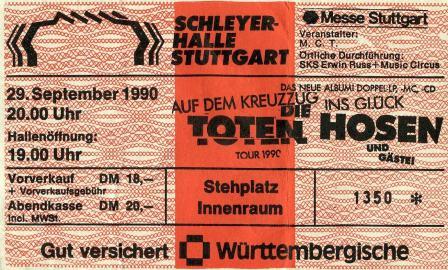 SCHLEYER-
HALLE
STUTTGART
Messe Stuttgart
Veranstalter:
M. C. T.
Örtliche Durchführung:
SKS Erwin Russ + Music Circus
29. September 1990
20.00 Uhr
Hallenöffnung:
19.00 Uhr
DAS NEUE ALBUM! DOPPEL-LP, -MC, -CD
AUF DEM KREUZZUG INS GLÜCK
DIE
TOTEN HOSEN
UND
GÄSTE!
TOUR 1990
Vorverkauf DM 18,–
+ Vorverkaufsgebühr
Abendkasse DM 20,–
incl. MWSt.
Stehplatz
Innenraum
1350 *
Gut versichert Württembergische